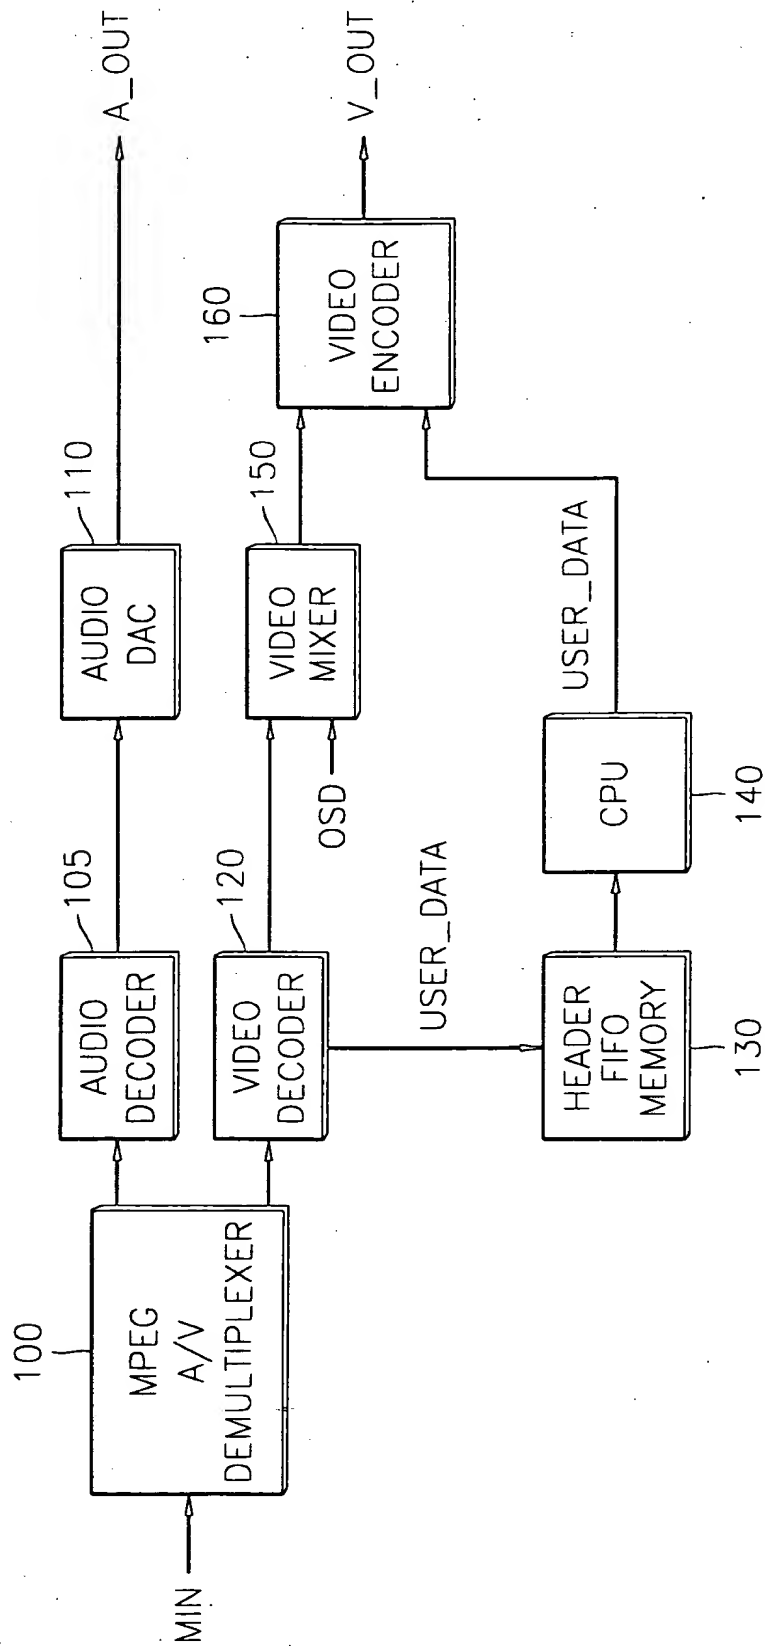 MIN
100
MPEG
A/V
DEMULTIPLEXER
105
AUDIO
DECODER
110
AUDIO
DAC
A_OUT
120
VIDEO
DECODER
150
VIDEO
MIXER
OSD
160
VIDEO
ENCODER
V_OUT
USER_DATA
HEADER
FIFO
MEMORY
130
CPU
140
USER_DATA